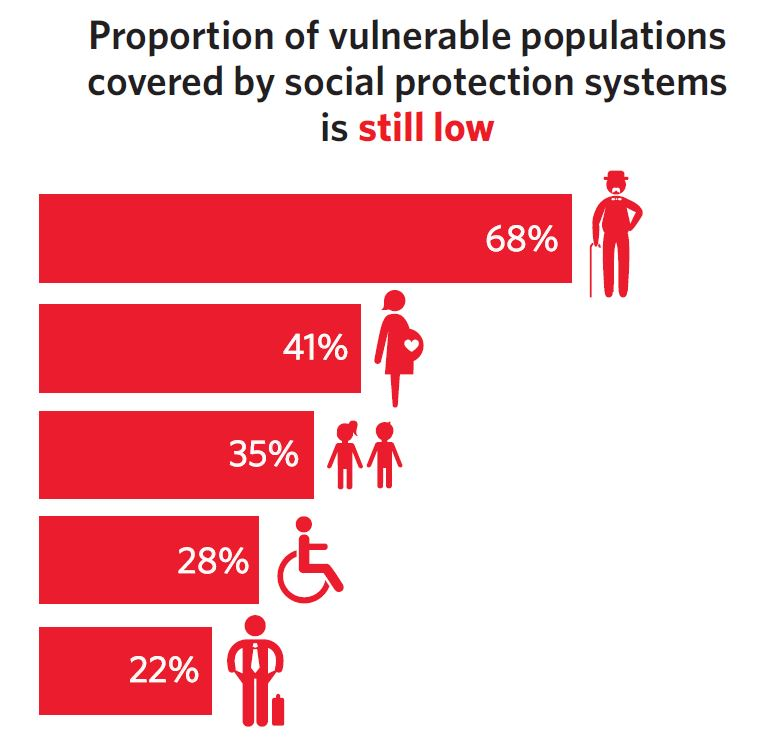 Proportion of vulnerable populations
covered by social protection systems
is still low
68%
41%
35%
28%
22%